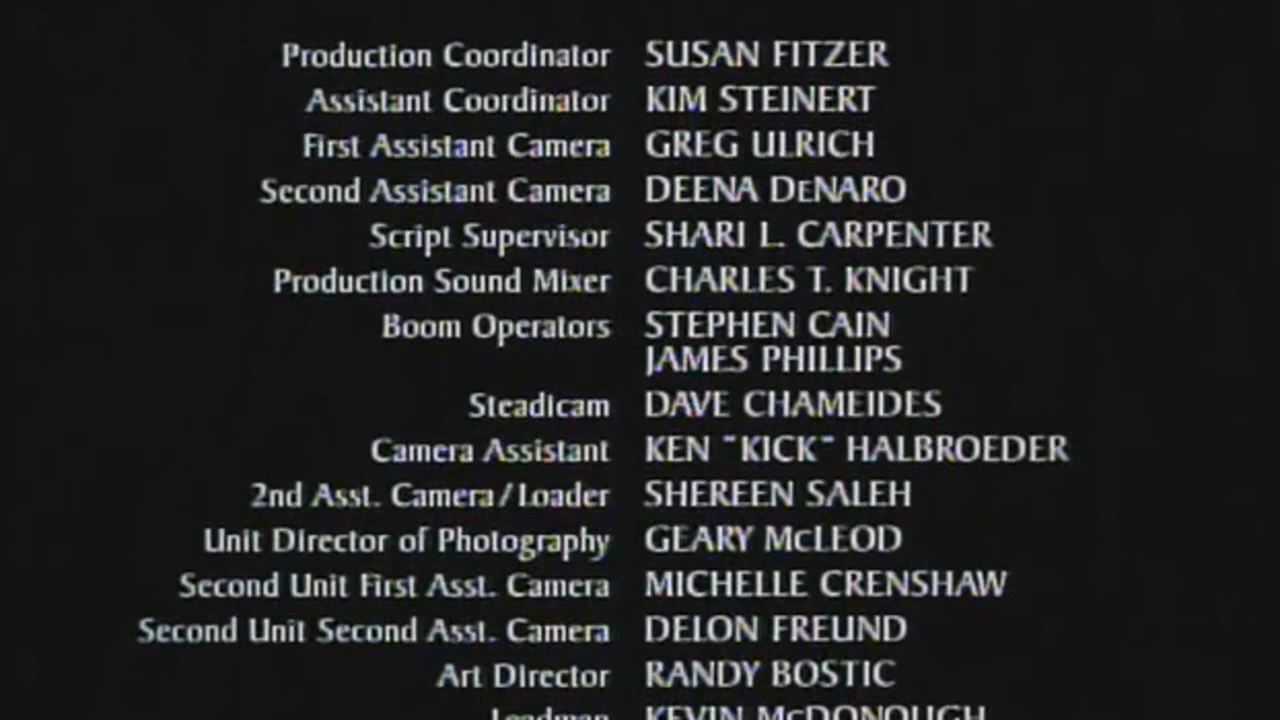 Production Coordinator SUSAN FITZER
Assistant Coordinator KIM STEINERT
First Assistant Camera GREG ULRICH
Second Assistant Camera DEENA DENARO
Script Supervisor SHARI L. CARPENTER
Production Sound Mixer CHARLES T. KNIGHT
Boom Operators STEPHEN CAIN
JAMES PHILLIPS
Steadicam DAVE CHAMEIDES
Camera Assistant KEN "KICK" HALBROEDER
2nd Asst. Camera/Loader SHEREEN SALEH
Unit Director of Photography GEARY McLEOD
Second Unit First Asst. Camera MICHELLE CRENSHAW
Second Unit Second Asst. Camera DELON FREUND
Art Director RANDY BOSTIC
Leadman KEVIN McDONOUGH